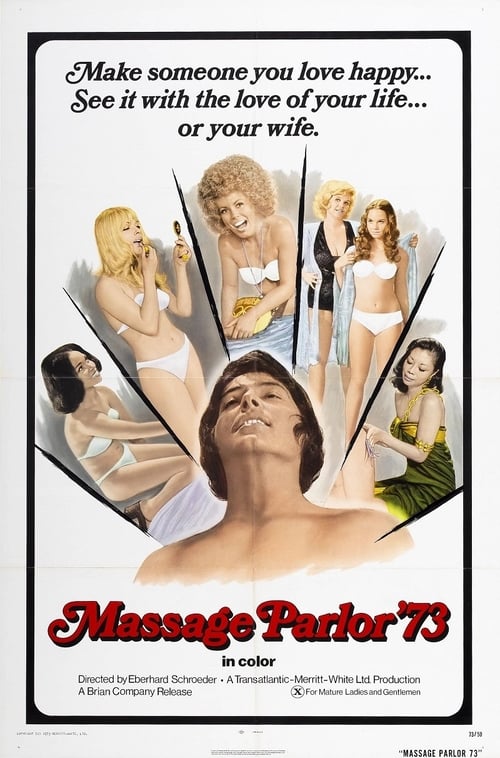 Make someone you love happy...
See it with the love of your life...
or your wife.
Massage Parlor '73
in color
Directed by Eberhard Schroeder • A Transatlantic-Merritt-White Ltd. Production
A Brian Company Release
X For Mature Ladies and Gentlemen
73/50
"MASSAGE PARLOR 73"